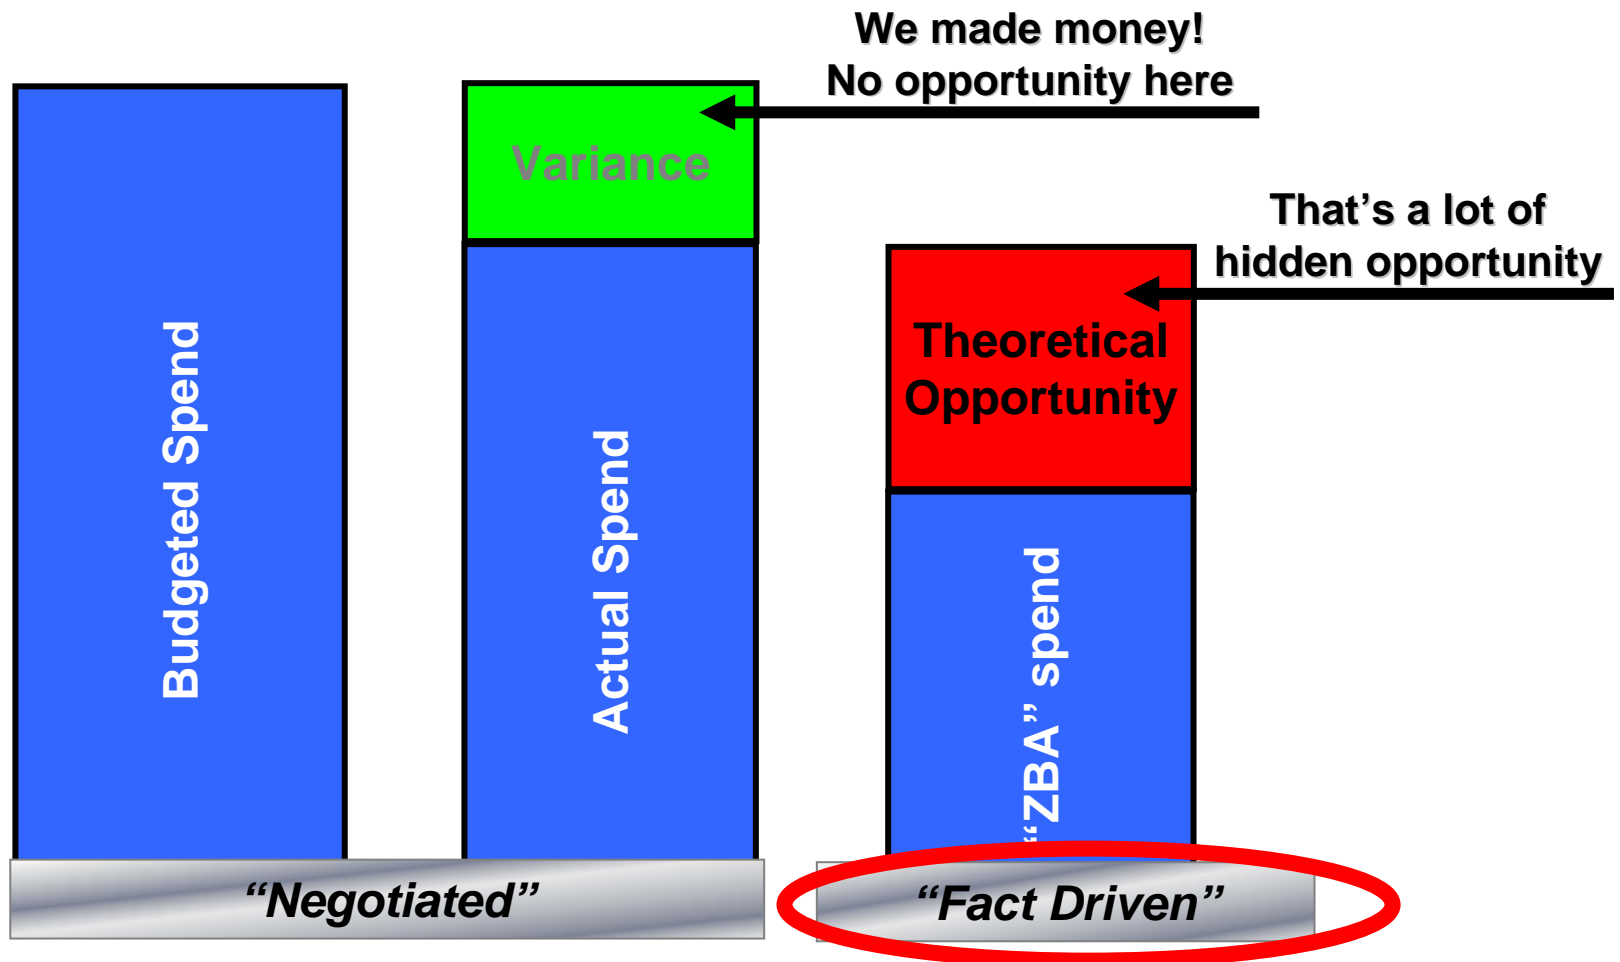 We made money!
No opportunity here
Variance
That’s a lot of
hidden opportunity
Theoretical
Opportunity
Budgeted Spend
Actual Spend
“ZBA” spend
“Negotiated”
“Fact Driven”